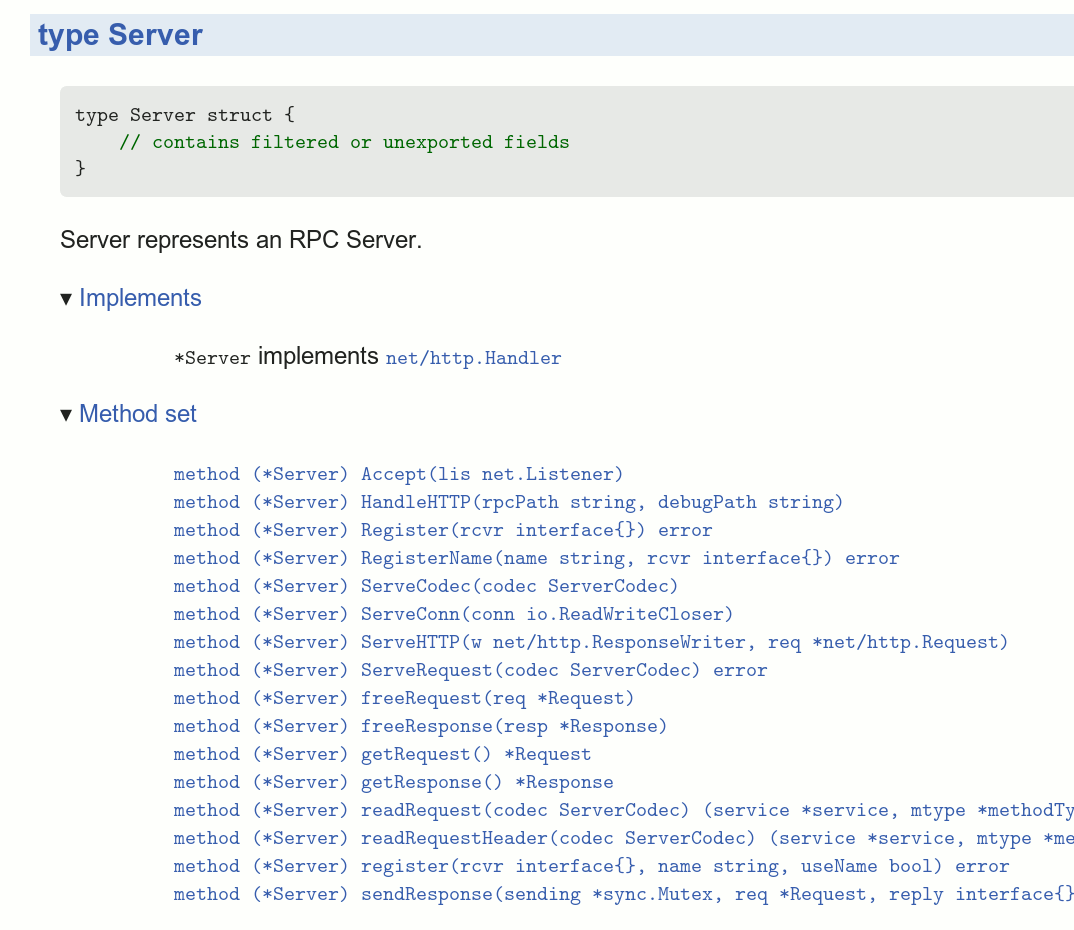 type Server
type Server struct {
    // contains filtered or unexported fields
}
Server represents an RPC Server.
▾ Implements
*Server implements net/http.Handler
▾ Method set
method (*Server) Accept(lis net.Listener)
method (*Server) HandleHTTP(rpcPath string, debugPath string)
method (*Server) Register(rcvr interface{}) error
method (*Server) RegisterName(name string, rcvr interface{}) error
method (*Server) ServeCodec(codec ServerCodec)
method (*Server) ServeConn(conn io.ReadWriteCloser)
method (*Server) ServeHTTP(w net/http.ResponseWriter, req *net/http.Request)
method (*Server) ServeRequest(codec ServerCodec) error
method (*Server) freeRequest(req *Request)
method (*Server) freeResponse(resp *Response)
method (*Server) getRequest() *Request
method (*Server) getResponse() *Response
method (*Server) readRequest(codec ServerCodec) (service *service, mtype *methodTy
method (*Server) readRequestHeader(codec ServerCodec) (service *service, mtype *me
method (*Server) register(rcvr interface{}, name string, useName bool) error
method (*Server) sendResponse(sending *sync.Mutex, req *Request, reply interface{}